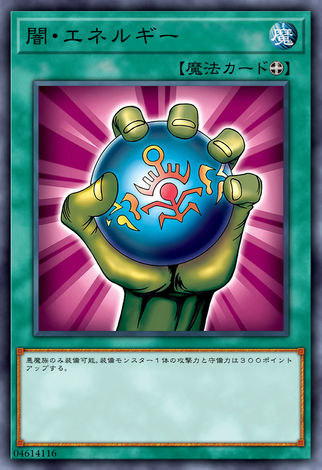 闇・エネルギー
魔
【魔法カード】
悪魔族のみ装備可能。装備モンスター１体の攻撃力と守備力は３００ポイント
アップする。
04614116